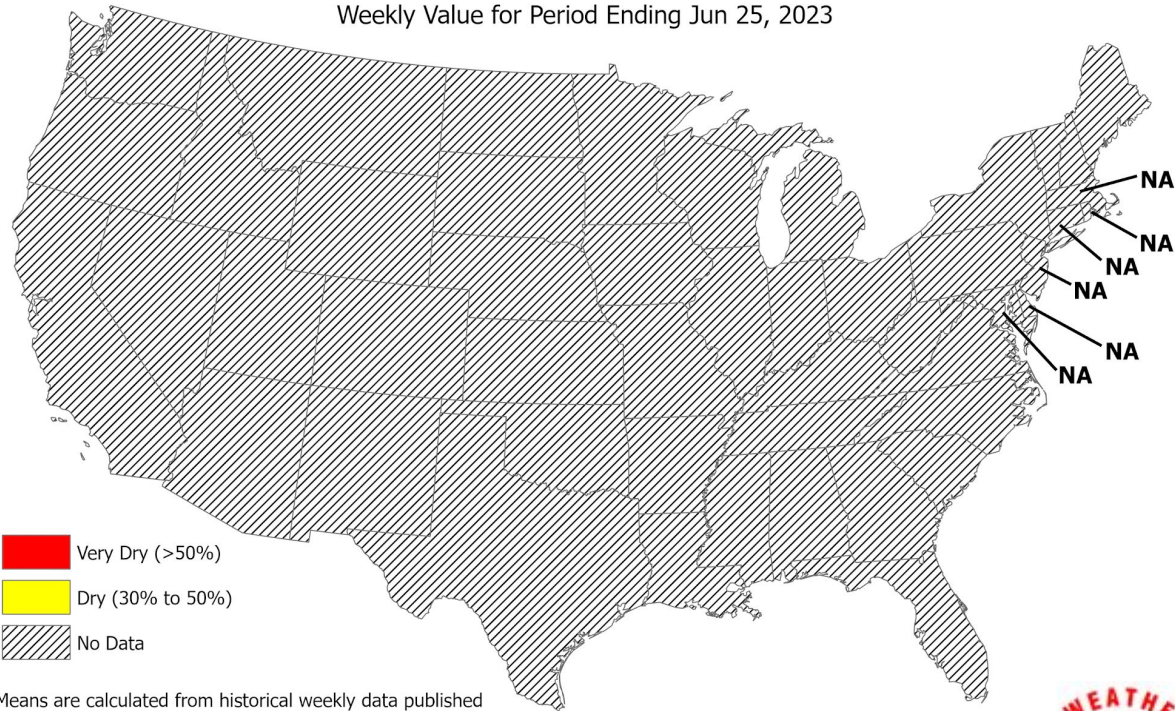 Weekly Value for Period Ending Jun 25, 2023
NA
NA
NA
NA
NA
NA
Very Dry (>50%)
Dry (30% to 50%)
No Data
Means are calculated from historical weekly data published